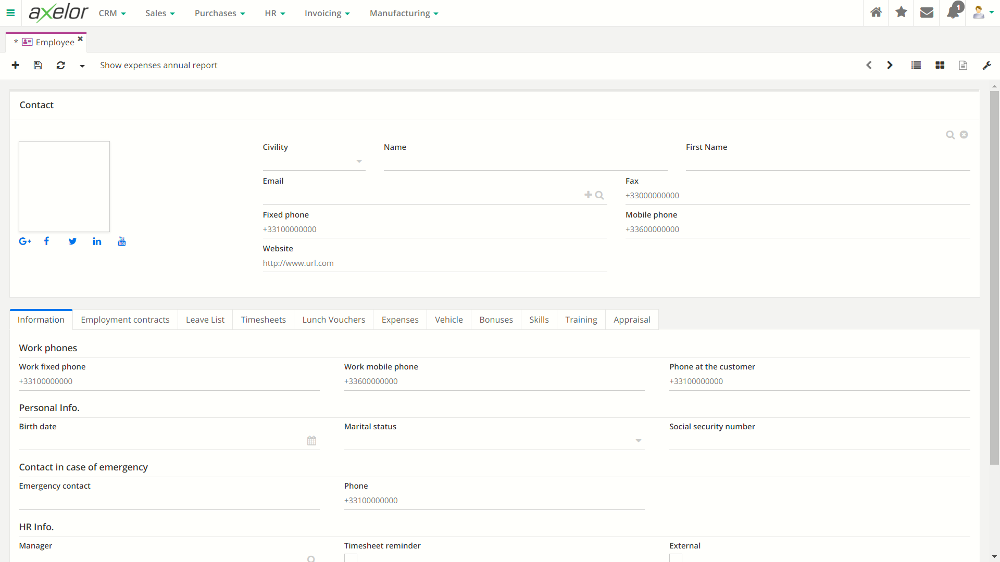 axelor CRM Sales Purchases HR Invoicing Manufacturing 1
* Employee
Show expenses annual report
Contact
Civility Name First Name
Email Fax
+33000000000
Fixed phone Mobile phone
+33100000000 +33600000000
G+ f in You Tube
Website
http://www.url.com
Information Employment contracts Leave List Timesheets Lunch Vouchers Expenses Vehicle Bonuses Skills Training Appraisal
Work phones
Work fixed phone Work mobile phone Phone at the customer
+33100000000 +33600000000 +33100000000
Personal Info.
Birth date Marital status Social security number
Contact in case of emergency
Emergency contact Phone
+33100000000
HR Info.
Manager Timesheet reminder External